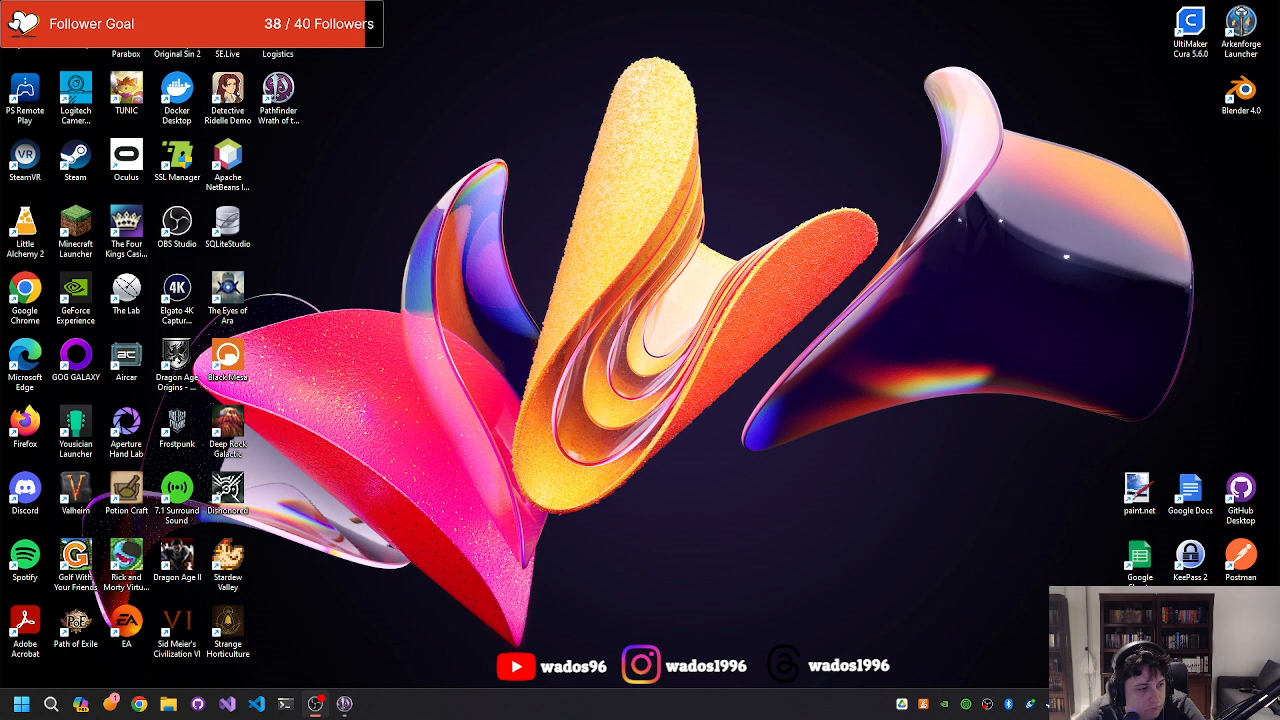 Follower Goal
38 / 40 Followers
Parabox
Original Sin 2
SE.Live
Logistics
UltiMaker
Cura 5.6.0
Arkenforge
Launcher
PS Remote
Play
Logitech
Camer...
TUNIC
Docker
Desktop
Detective
Ridelle Demo
Pathfinder
Wrath of t...
Blender 4.0
SteamVR
Steam
Oculus
SSL Manager
Apache
NetBeans I...
Little
Alchemy 2
Minecraft
Launcher
The Four
Kings Casi...
OBS Studio
SQLiteStudio
Google
Chrome
GeForce
Experience
The Lab
Elgato 4K
Captur...
The Eyes of
Ara
Microsoft
Edge
GOG GALAXY
Aircar
Dragon Age
Origins - ...
Black Mesa
Firefox
Yousician
Launcher
Aperture
Hand Lab
Frostpunk
Deep Rock
Galactic
Discord
Valheim
Potion Craft
7.1 Surround
Sound
Dishonored
paint.net
Google Docs
GitHub
Desktop
Spotify
Golf With
Your Friends
Rick and
Morty Virtu...
Dragon Age II
Stardew
Valley
Google
KeePass 2
Postman
Adobe
Acrobat
Path of Exile
EA
Sid Meier's
Civilization VI
Strange
Horticulture
wados96
wados1996
wados1996